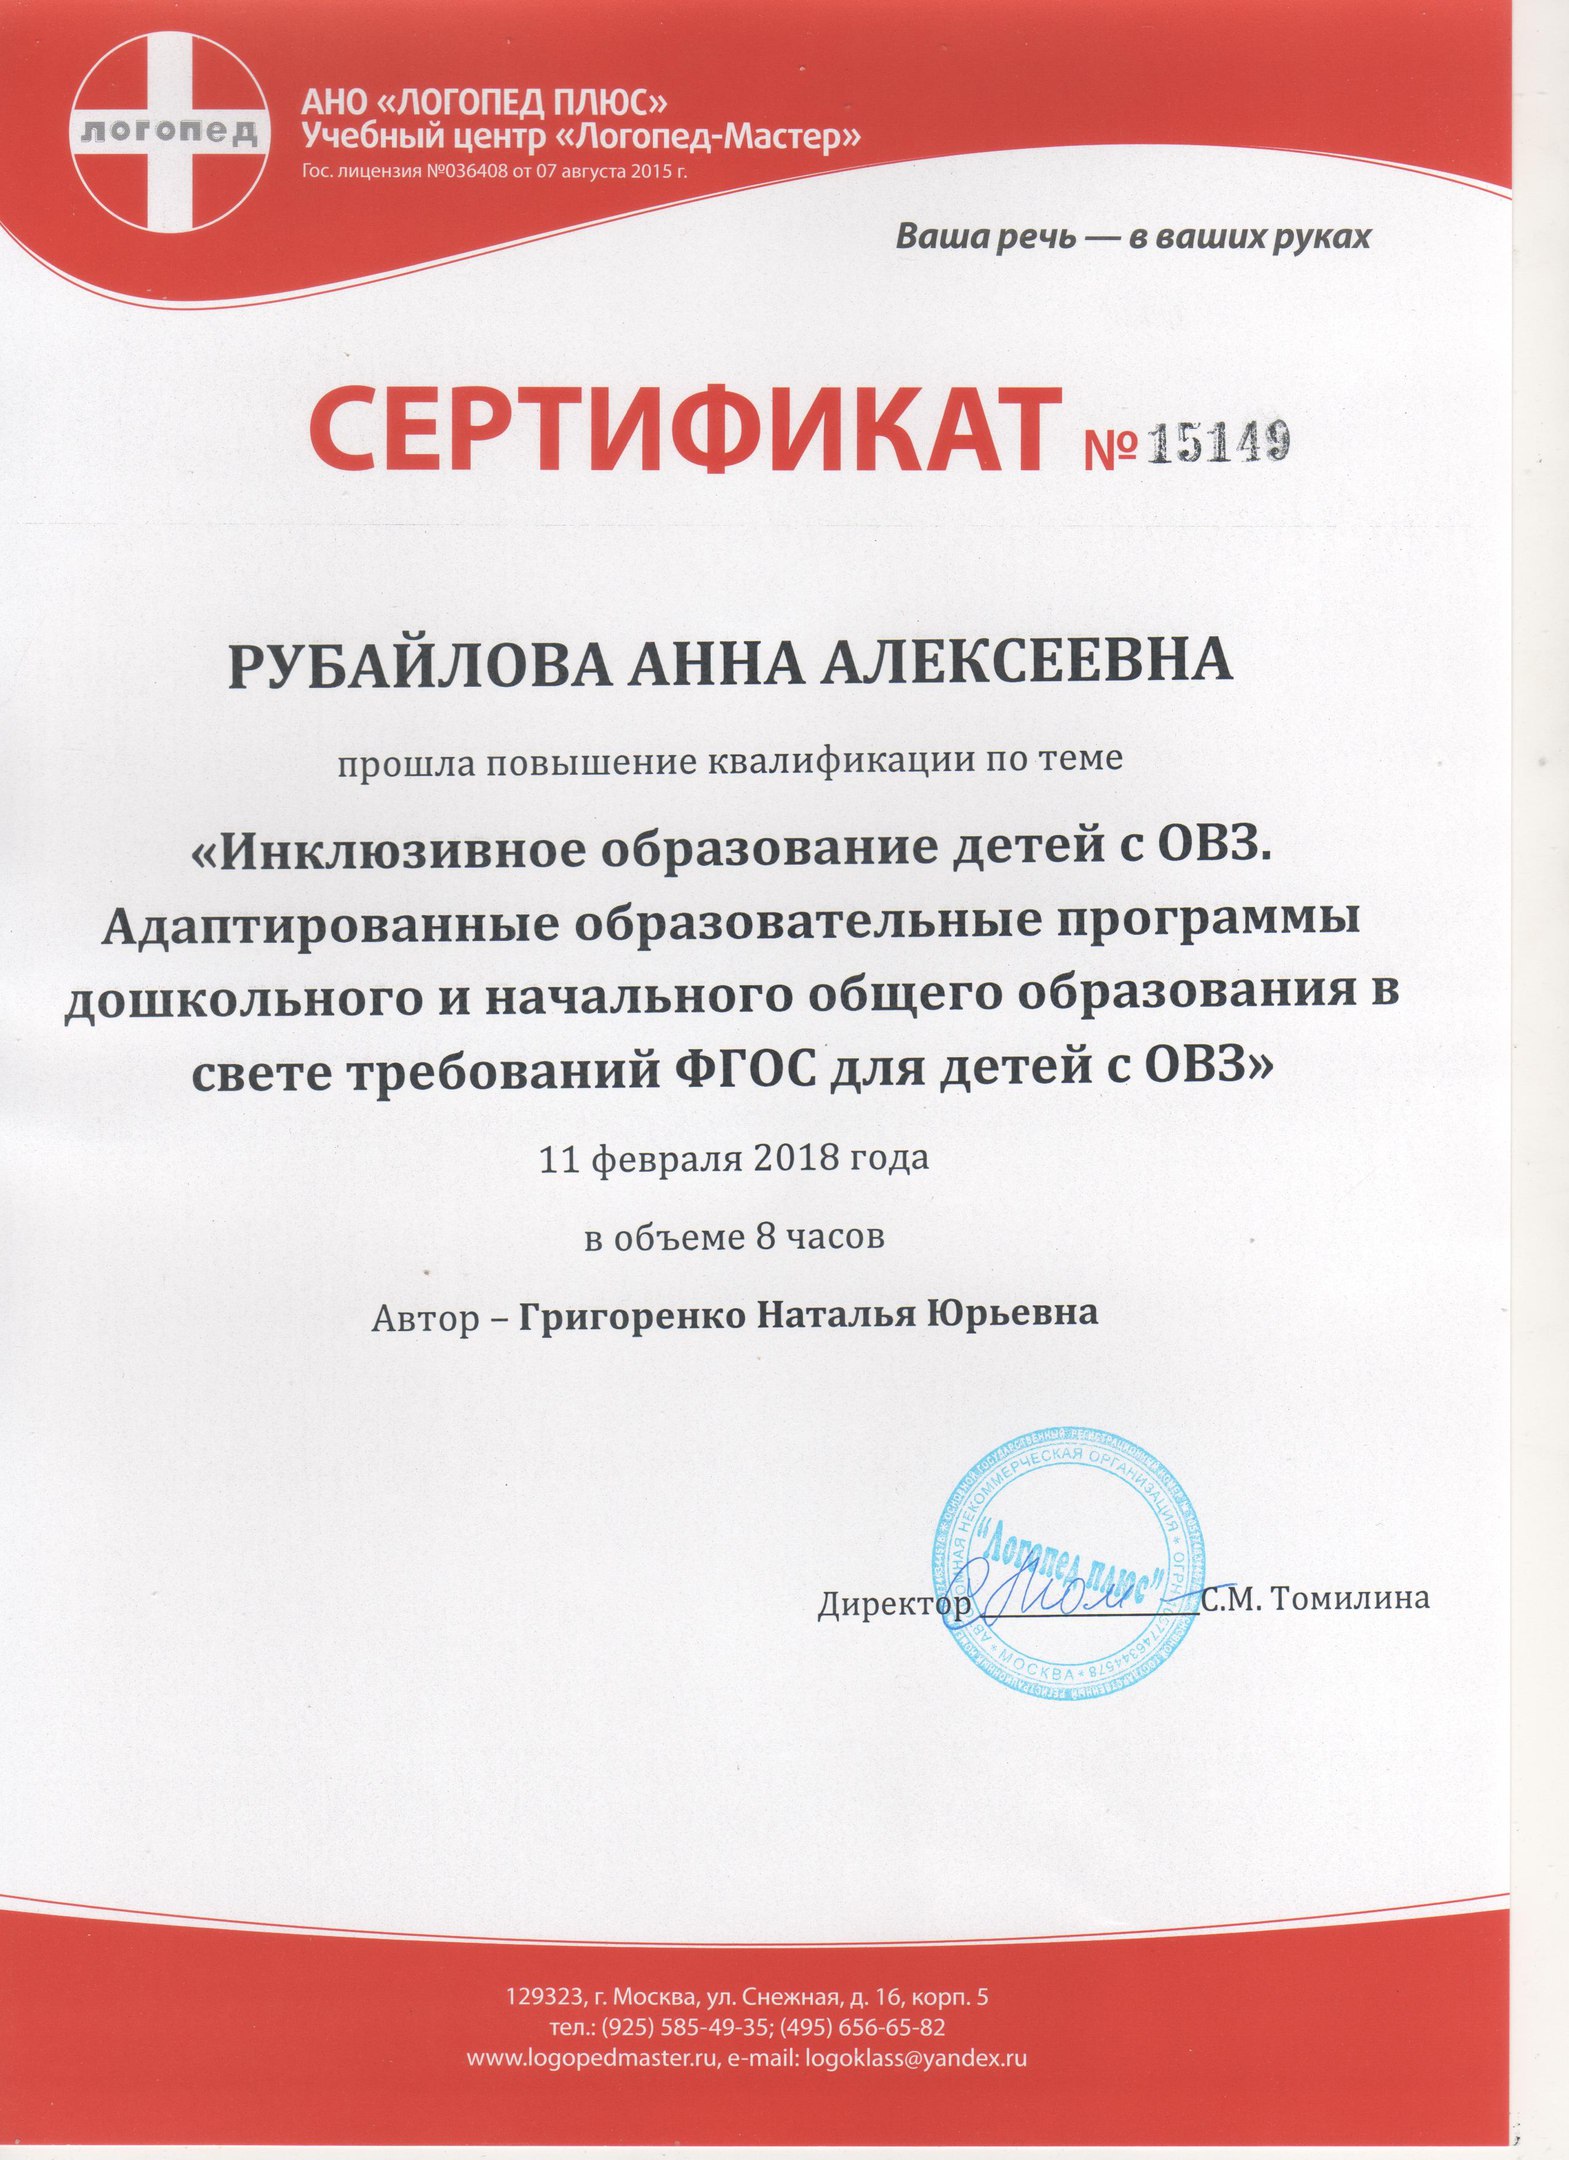 логопед
АНО «ЛОГОПЕД ПЛЮС»
Учебный центр «Логопед-Мастер»
Гос. лицензия №036408 от 07 августа 2015 г.
Ваша речь — в ваших руках
СЕРТИФИКАТ №15149
РУБАЙЛОВА АННА АЛЕКСЕЕВНА
прошла повышение квалификации по теме
«Инклюзивное образование детей с ОВЗ.
Адаптированные образовательные программы
дошкольного и начального общего образования в
свете требований ФГОС для детей с ОВЗ»
11 февраля 2018 года
в объеме 8 часов
Автор – Григоренко Наталья Юрьевна
НЕКОММЕРЧЕСКАЯ ОРГАНИЗАЦИЯ * ОГРН
* МОСКВА *
"Логопед плюс"
Директор С.М. Томилина
129323, г. Москва, ул. Снежная, д. 16, корп. 5
тел.: (925) 585-49-35; (495) 656-65-82
www.logopedmaster.ru, e-mail: logoklass@yandex.ru